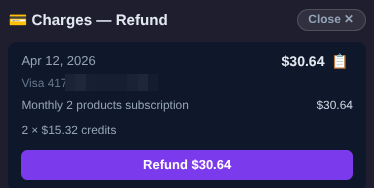 💳 Charges — Refund
Close ✕
Apr 12, 2026
$30.64 📋
Visa 417
Monthly 2 products subscription
$30.64
2 × $15.32 credits
Refund $30.64